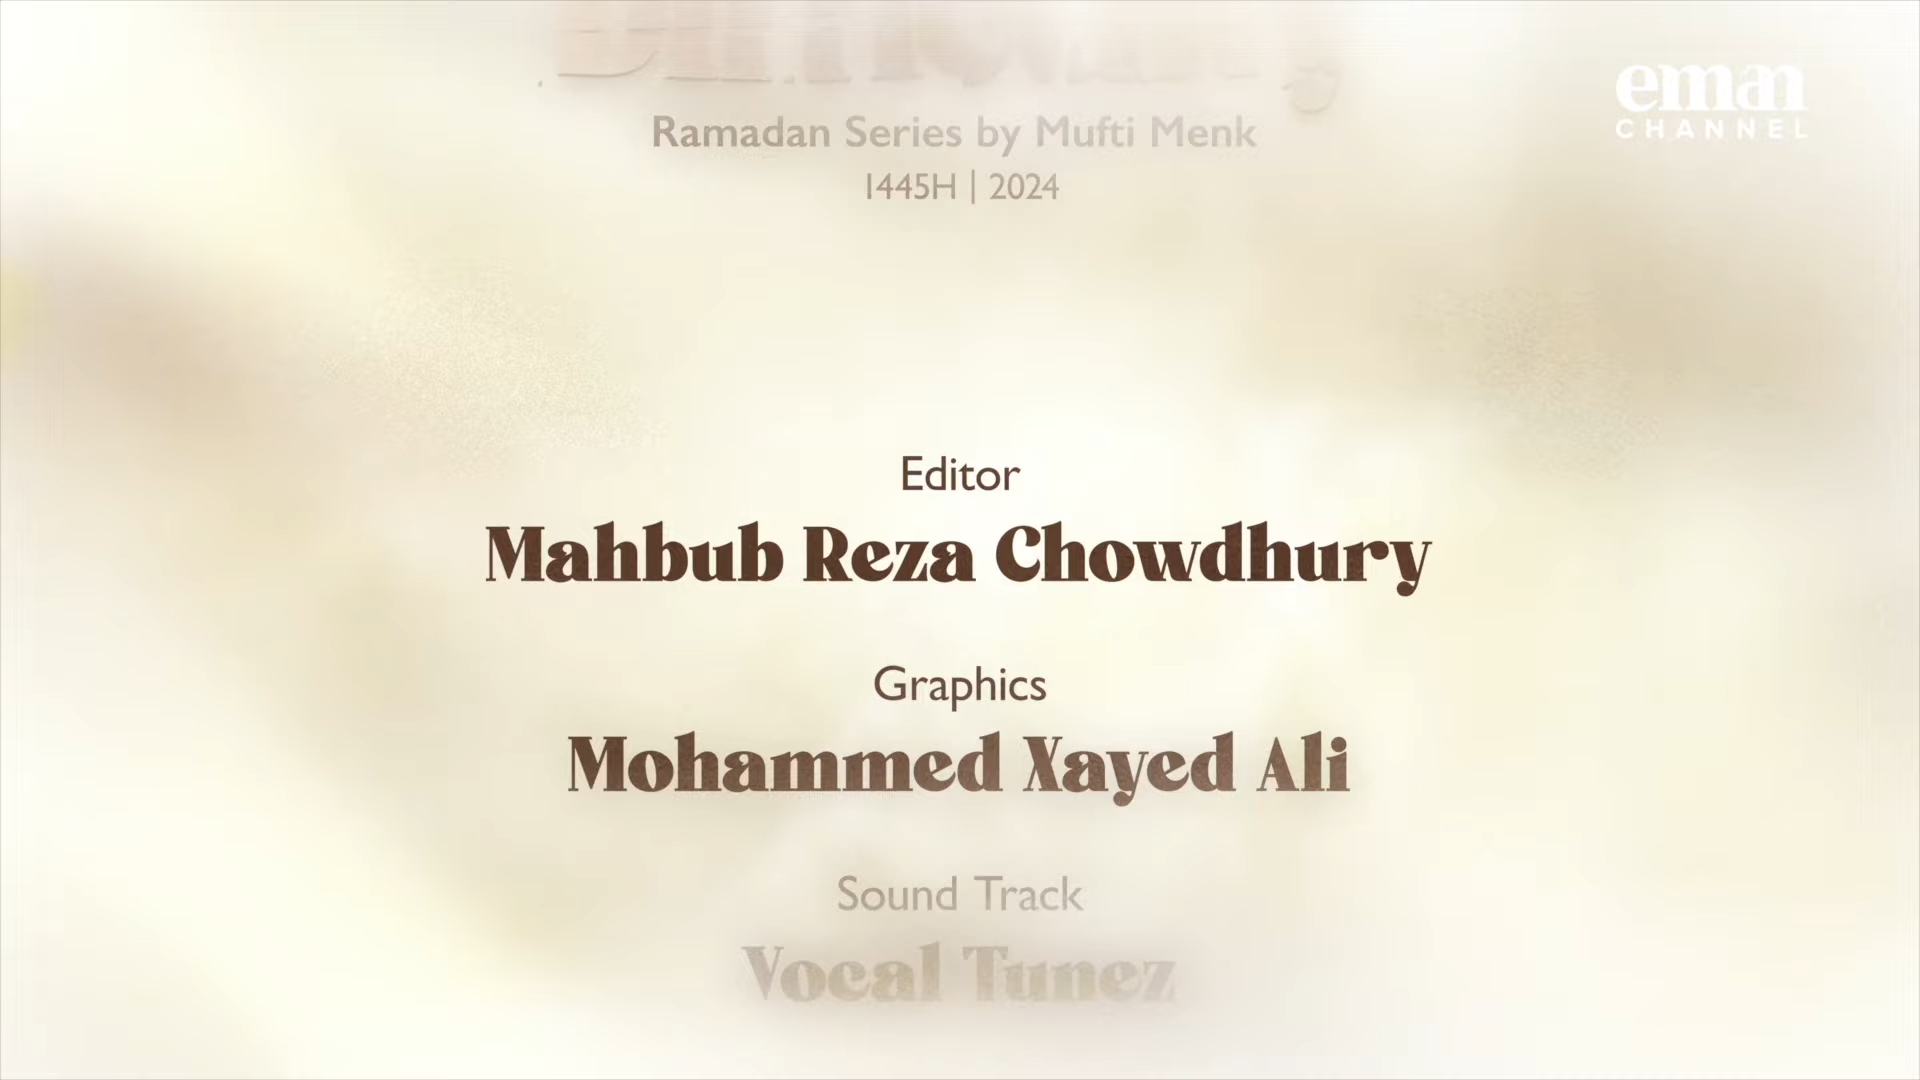 Ramadan Series by Mufti Menk
1445H | 2024
eman
CHANNEL
Editor
Mahbub Reza Chowdhury
Graphics
Mohammed Xayed Ali
Sound Track
Vocal Tunez